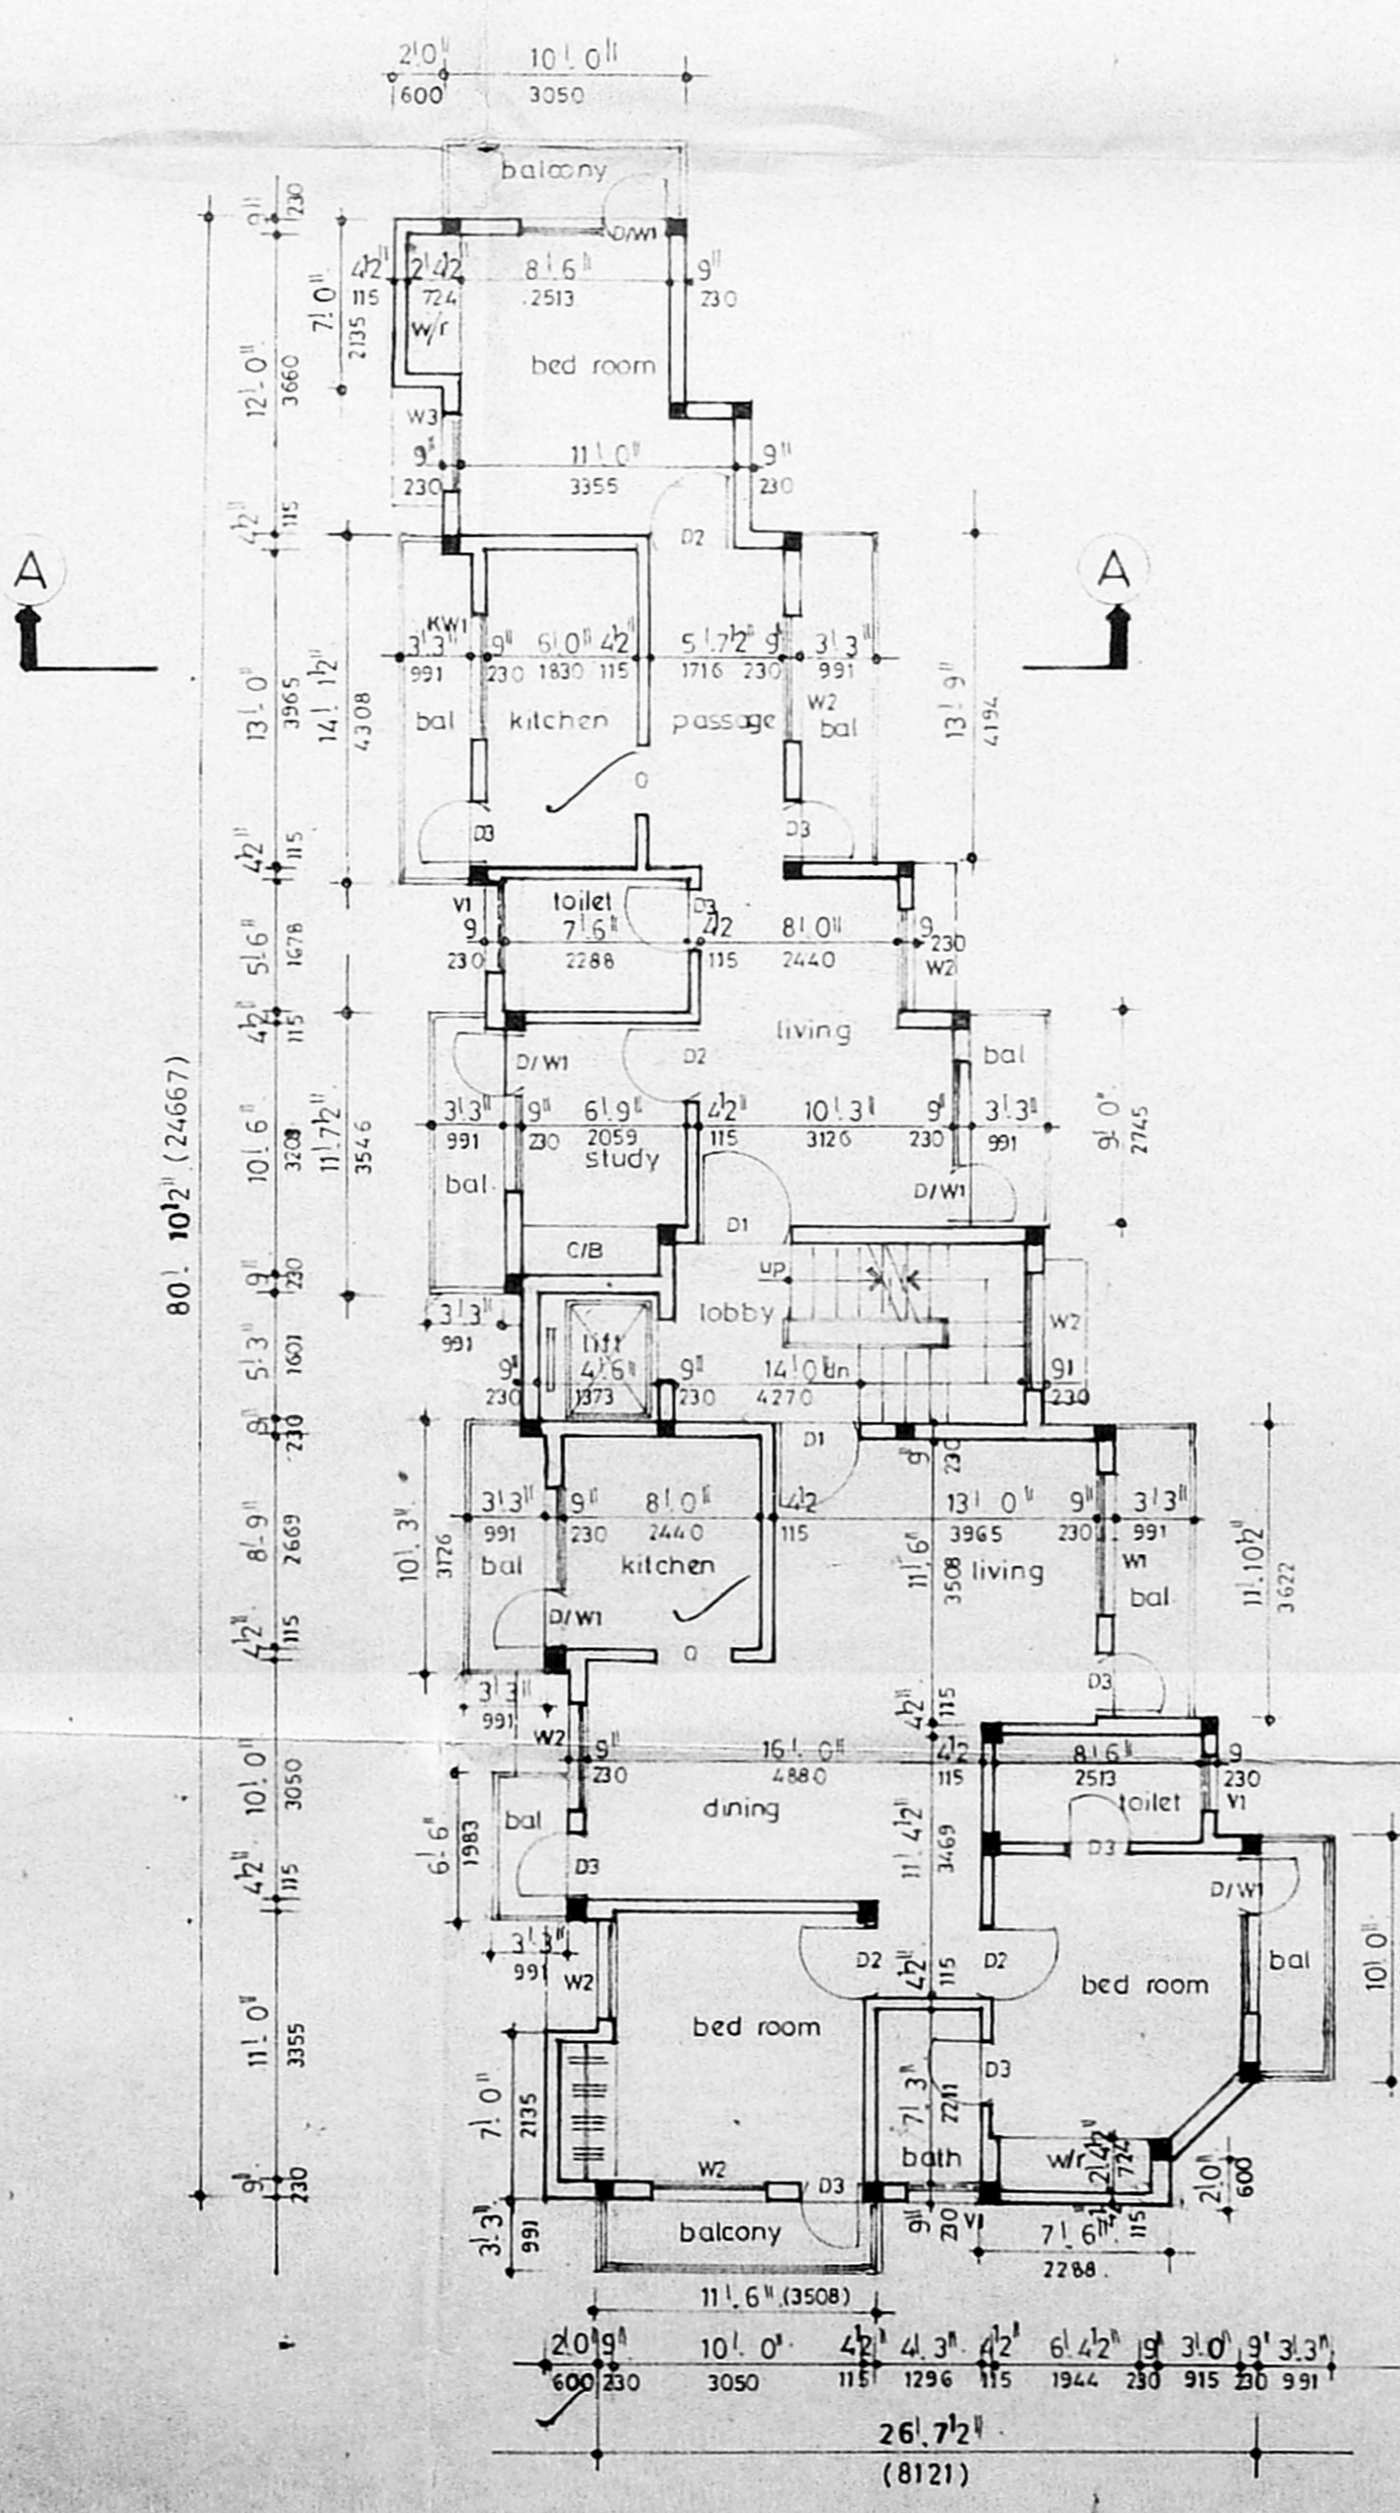 2'.0" 10'.0"
600 3050
balcony
9" 230
D/W1
4½" 2'.4½" 8'.6" 9"
115 724 2513 230
7'.0" 2135
w/r
bed room
12'.0" 3660
W3
9" 11'.0" 9"
230 3355 230
4½" 115
D2
A A
KW1
3'.3" 9" 6'.0" 4½" 5'.7½" 9" 3'.3"
991 230 1830 115 1716 230 991
13'.0" 3965
14'.1½" 4308
13'.9" 4194
W2
bal kitchen passage bal
O
D3 D3
4½" 115
V1 toilet D3
9 7'.6" 4½ 8'.0" 9
230 2288 115 2440 230
W2
5'.6" 1678
4½" 115
living
D/W1 D2 bal
3'.3" 9" 6'.9" 4½" 10'.3" 9" 3'.3"
991 230 2059 115 3126 230 991
10'.6"
11'.7½" 3546
9'.0" 2745
80'. 10½" (24667)
study
bal. D/W1
D1
C/B
9" 230
up
lobby
3'.3"
991
W2
lift
9" 4'.6" 9" 14'.0" dn 9"
230 1373 230 4270 230
5'.3" 1601
9" 230
D1
9" 230
3'.3" 9" 8'.0" 4½ 13'.0" 9" 3'.3"
991 230 2440 115 3965 230 991
10'.3" 3126
8'.9" 2669
11'.6" 3508
11'.10½" 3622
bal kitchen living W1
bal
D/W1
O
4½" 115
D3
3'.3"
991
4½" 115
W2
9" 16'.0" 4½ 8'.6" 9
230 4880 115 2513 230
10'.0" 3050
bal dining toilet V1
6'.6" 1983
11'.4½" 3469
D3 D3
4½" 115
D/W1
3'.3"
991
W2 D2 D2 bal
4½" 115
10'.0"
bed room
bed room
11'.0" 3355
D3
7'.0" 2135
7'.3" 2211
bath w/r
2'.4½" 724
W2 D3
2'.0" 600
9" 230
9" 230
V1
115
3'.3" 991
balcony
7'.6"
2288
11'.6" (3508)
2'.0" 9" 10'.0" 4½" 4'.3" 4½" 6'.4½" 9" 3'.0" 9" 3'.3"
600 230 3050 115 1296 115 1944 230 915 230 991
26'.7½"
(8121)